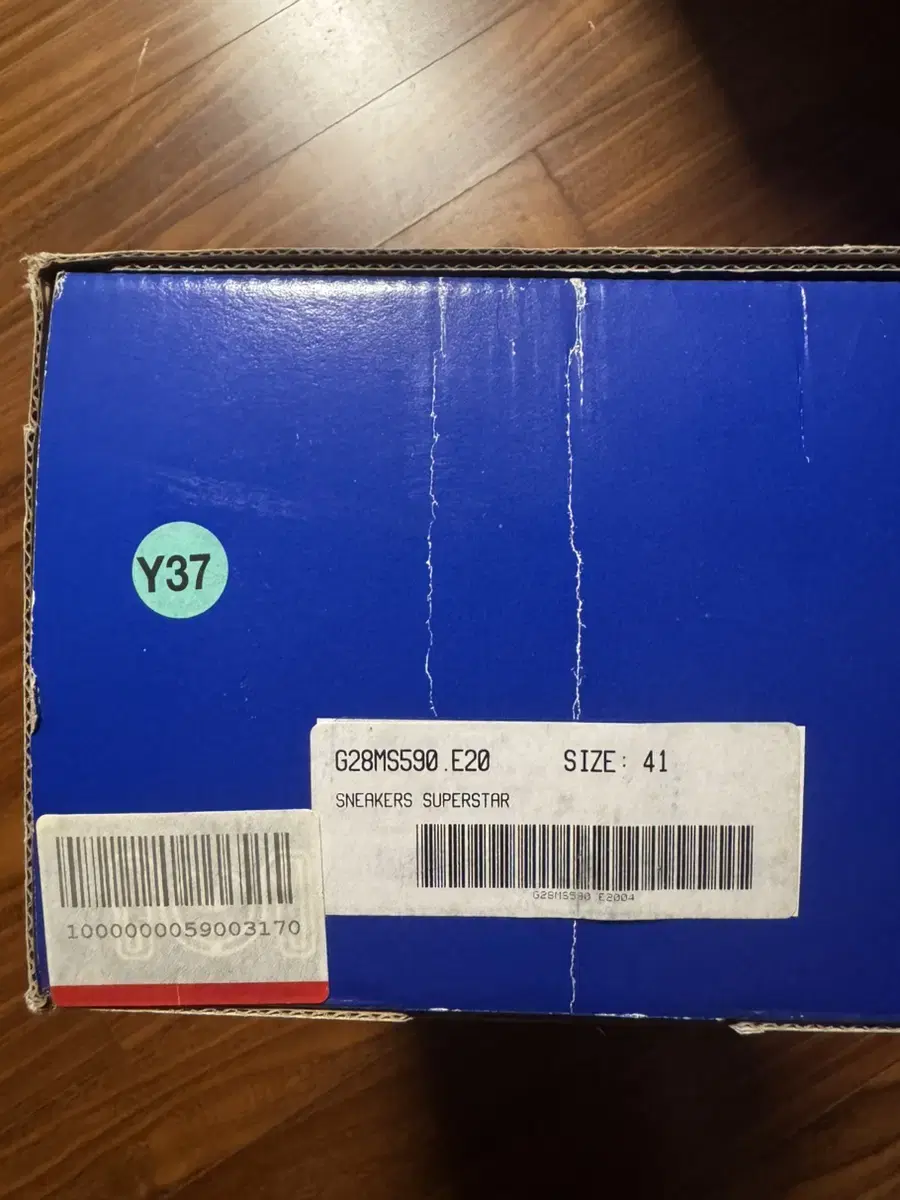 Y37
G28MS590.E20 SIZE: 41
SNEAKERS SUPERSTAR
G28MS590 E2004
1000000059003170